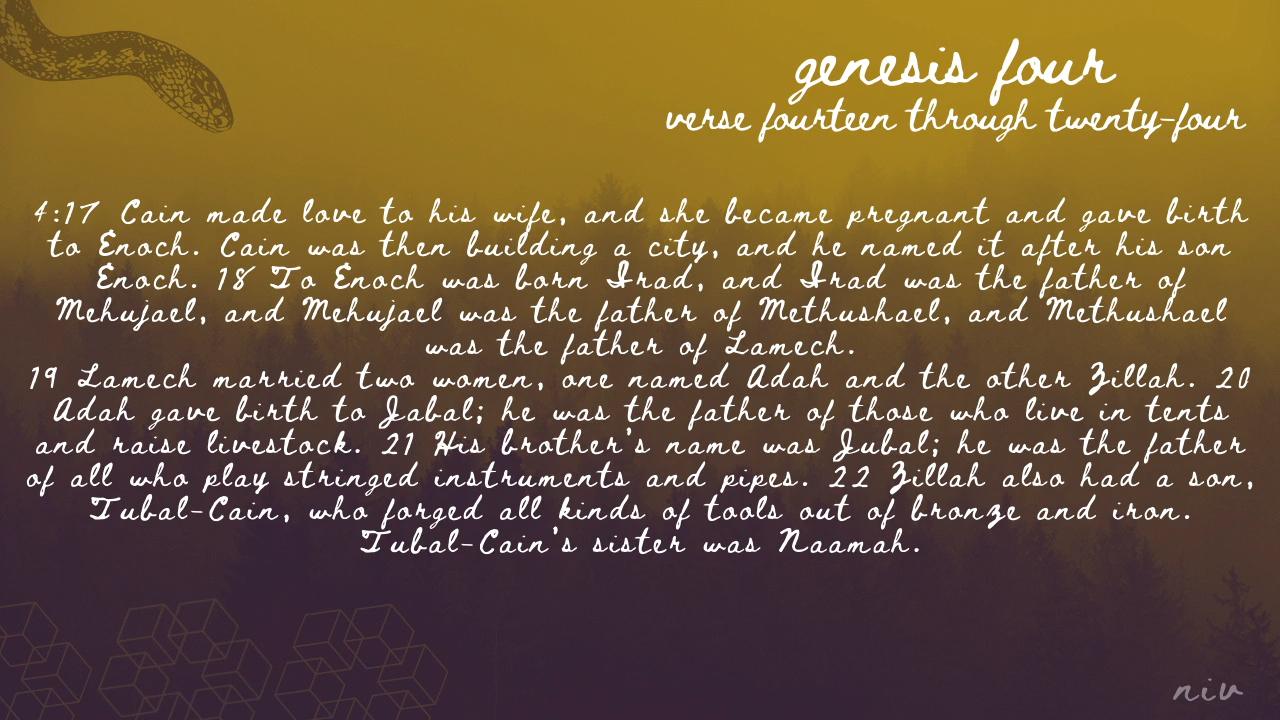 genesis four
verse fourteen through twenty-four
4:17 Cain made love to his wife, and she became pregnant and gave birth
to Enoch. Cain was then building a city, and he named it after his son
Enoch. 18 To Enoch was born Irad, and Irad was the father of
Mehujael, and Mehujael was the father of Methushael, and Methushael
was the father of Lamech.
19 Lamech married two women, one named Adah and the other Zillah. 20
Adah gave birth to Jabal; he was the father of those who live in tents
and raise livestock. 21 His brother's name was Jubal; he was the father
of all who play stringed instruments and pipes. 22 Zillah also had a son,
Tubal-Cain, who forged all kinds of tools out of bronze and iron.
Tubal-Cain's sister was Naamah.
niv